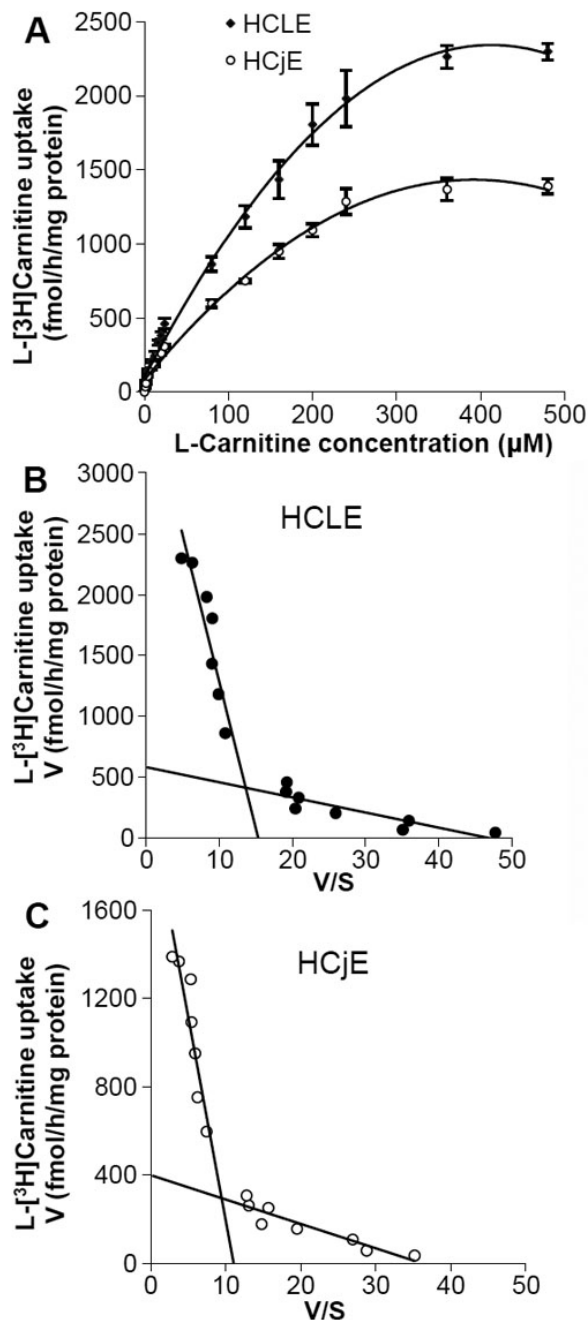 A
HCLE
HCjE
2500
2000
1500
1000
500
0
0 100 200 300 400 500
L-[3H]Carnitine uptake
(fmol/h/mg protein)
L-Carnitine concentration (µM)
B
HCLE
3000
2500
2000
1500
1000
500
0
0 10 20 30 40 50
L-[³H]Carnitine uptake
V (fmol/h/mg protein)
V/S
C
HCjE
1600
1200
800
400
0
0 10 20 30 40 50
L-[³H]Carnitine uptake
V (fmol/h/mg protein)
V/S